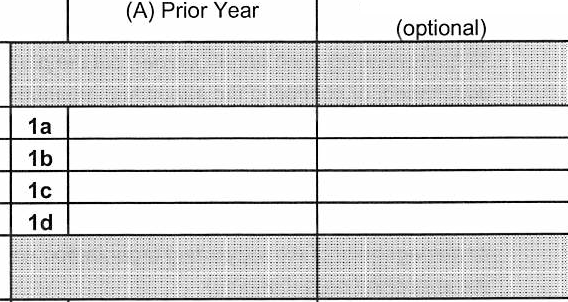 (A) Prior Year
(optional)
1a
1b
1c
1d